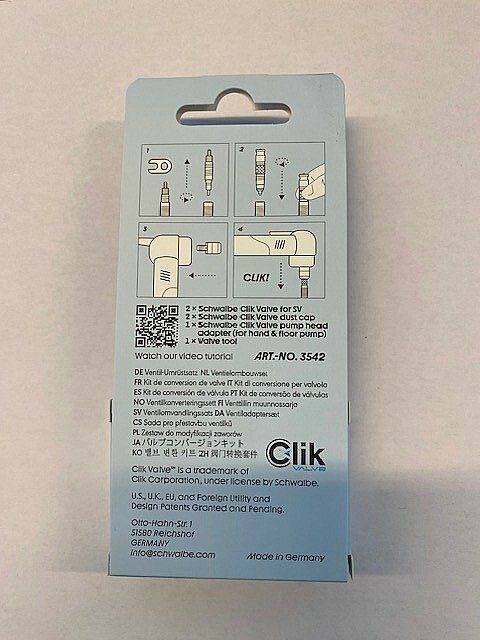 1
2
3
4
CLIK!
2 × Schwalbe Clik Valve for SV
2 × Schwalbe Clik Valve dust cap
1 × Schwalbe Clik Valve pump head
adapter (for hand & floor pump)
1 × Valve tool
Watch our video tutorial
ART.-NO. 3542
DE Ventil-Umrüstsatz NL Ventielombouwset
FR Kit de conversion de valve IT Kit di conversione per valvola
ES Kit de conversión de válvula PT Kit de conversão de válvulas
NO Ventilkonverteringssett FI Venttiilin muunnossarja
SV Ventilomvandlingssats DA Ventiladaptersæt
CS Sada pro přestavbu ventilků
PL Zestaw do modyfikacji zaworów
JA バルブコンバージョンキット
KO 밸브 변환 키트 ZH 阀门转换套件
Clik
VALVE
Clik Valve™ is a trademark of
Clik Corporation, under license by Schwalbe.
U.S., U.K., EU, and Foreign Utility and
Design Patents Granted and Pending.
Otto-Hahn-Str. 1
51580 Reichshof
GERMANY
info@schwalbe.com
Made in Germany